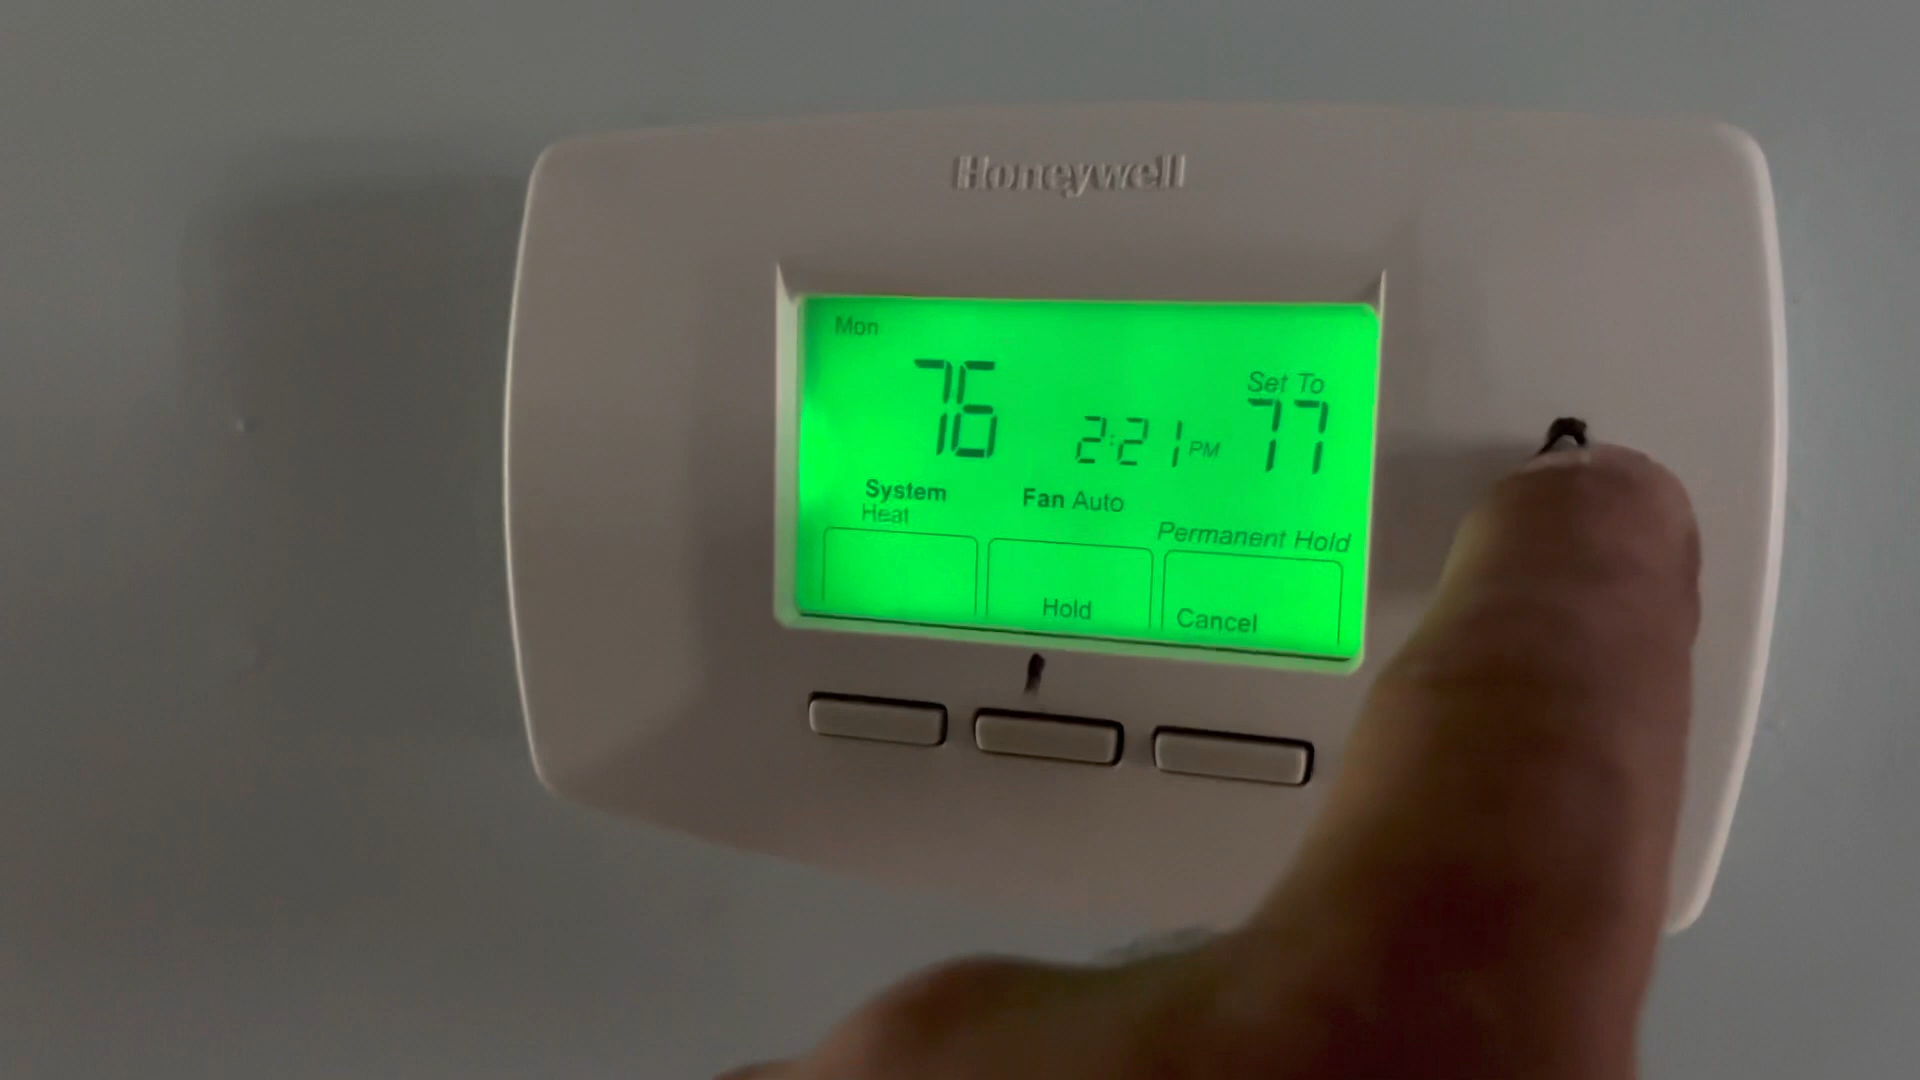 Honeywell
Mon
76
2:21 PM
Set To
77
System
Heat
Fan Auto
Permanent Hold
Hold
Cancel